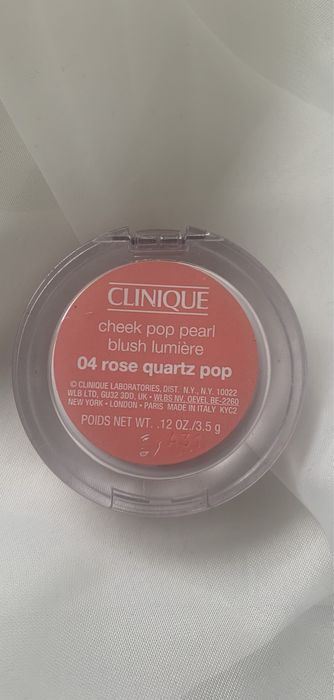 CLINIQUE
cheek pop pearl
blush lumière
04 rose quartz pop
© CLINIQUE LABORATORIES, DIST. N.Y., N.Y. 10022
WLB LTD, GU32 3DD, UK • WLBS NV, OEVEL BE-2260
NEW YORK • LONDON • PARIS MADE IN ITALY KYC2
POIDS NET WT. .12 OZ./3.5 g